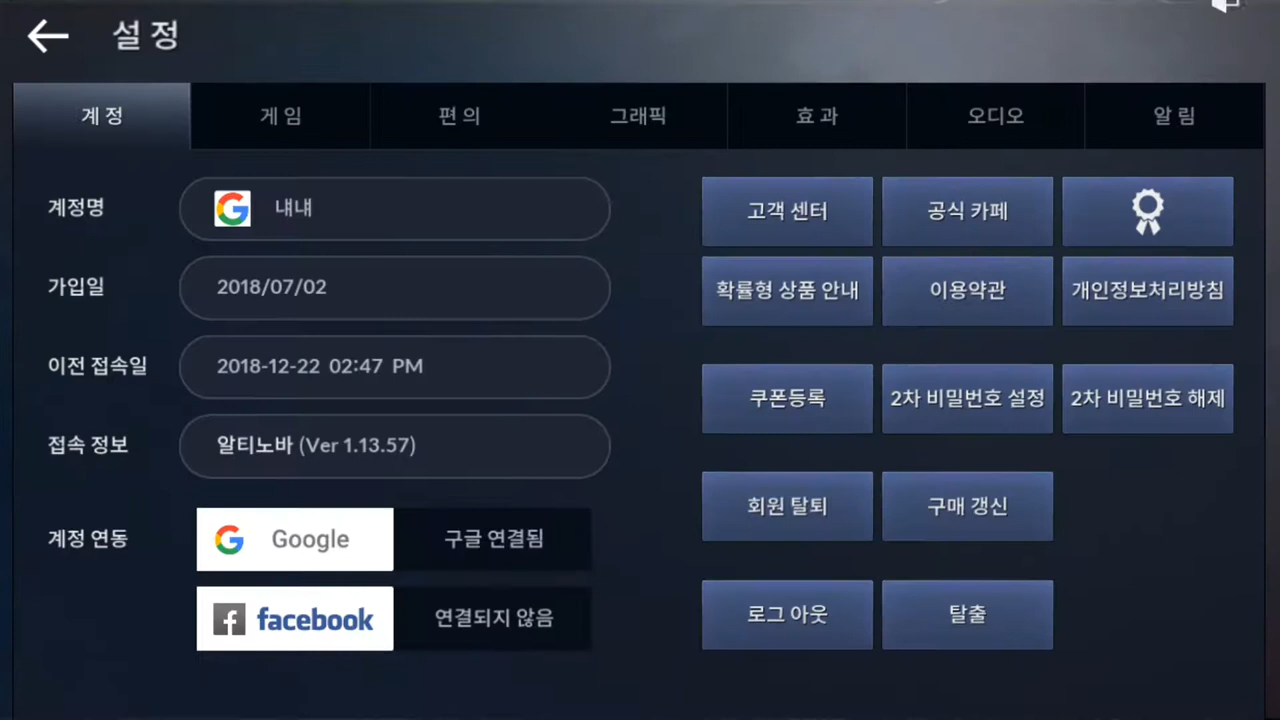 설정
계정 게임 편의 그래픽 효과 오디오 알림
계정명 내내
고객 센터 공식 카페
가입일 2018/07/02
확률형 상품 안내 이용약관 개인정보처리방침
이전 접속일 2018-12-22 02:47 PM
쿠폰등록 2차 비밀번호 설정 2차 비밀번호 해제
접속 정보 알티노바 (Ver 1.13.57)
회원 탈퇴 구매 갱신
계정 연동 Google 구글 연결됨
facebook 연결되지 않음
로그 아웃 탈출